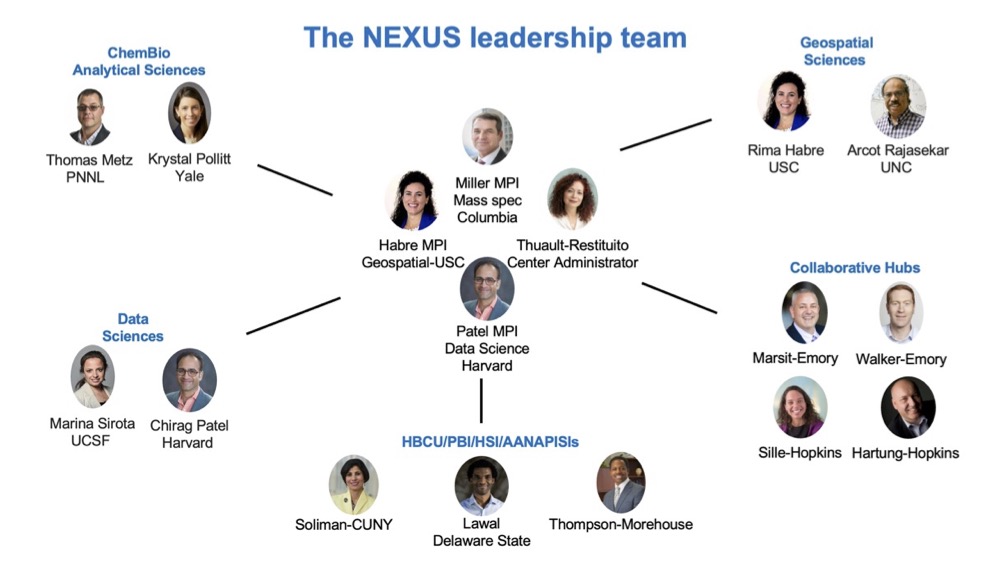 The NEXUS leadership team
ChemBio
Analytical Sciences
Thomas Metz
PNNL
Krystal Pollitt
Yale
Geospatial
Sciences
Rima Habre
USC
Arcot Rajasekar
UNC
Miller MPI
Mass spec
Columbia
Habre MPI
Geospatial-USC
Thuault-Restituito
Center Administrator
Patel MPI
Data Science
Harvard
Data
Sciences
Marina Sirota
UCSF
Chirag Patel
Harvard
Collaborative Hubs
Marsit-Emory
Walker-Emory
Sille-Hopkins
Hartung-Hopkins
HBCU/PBI/HSI/AANAPISIs
Soliman-CUNY
Lawal
Delaware State
Thompson-Morehouse